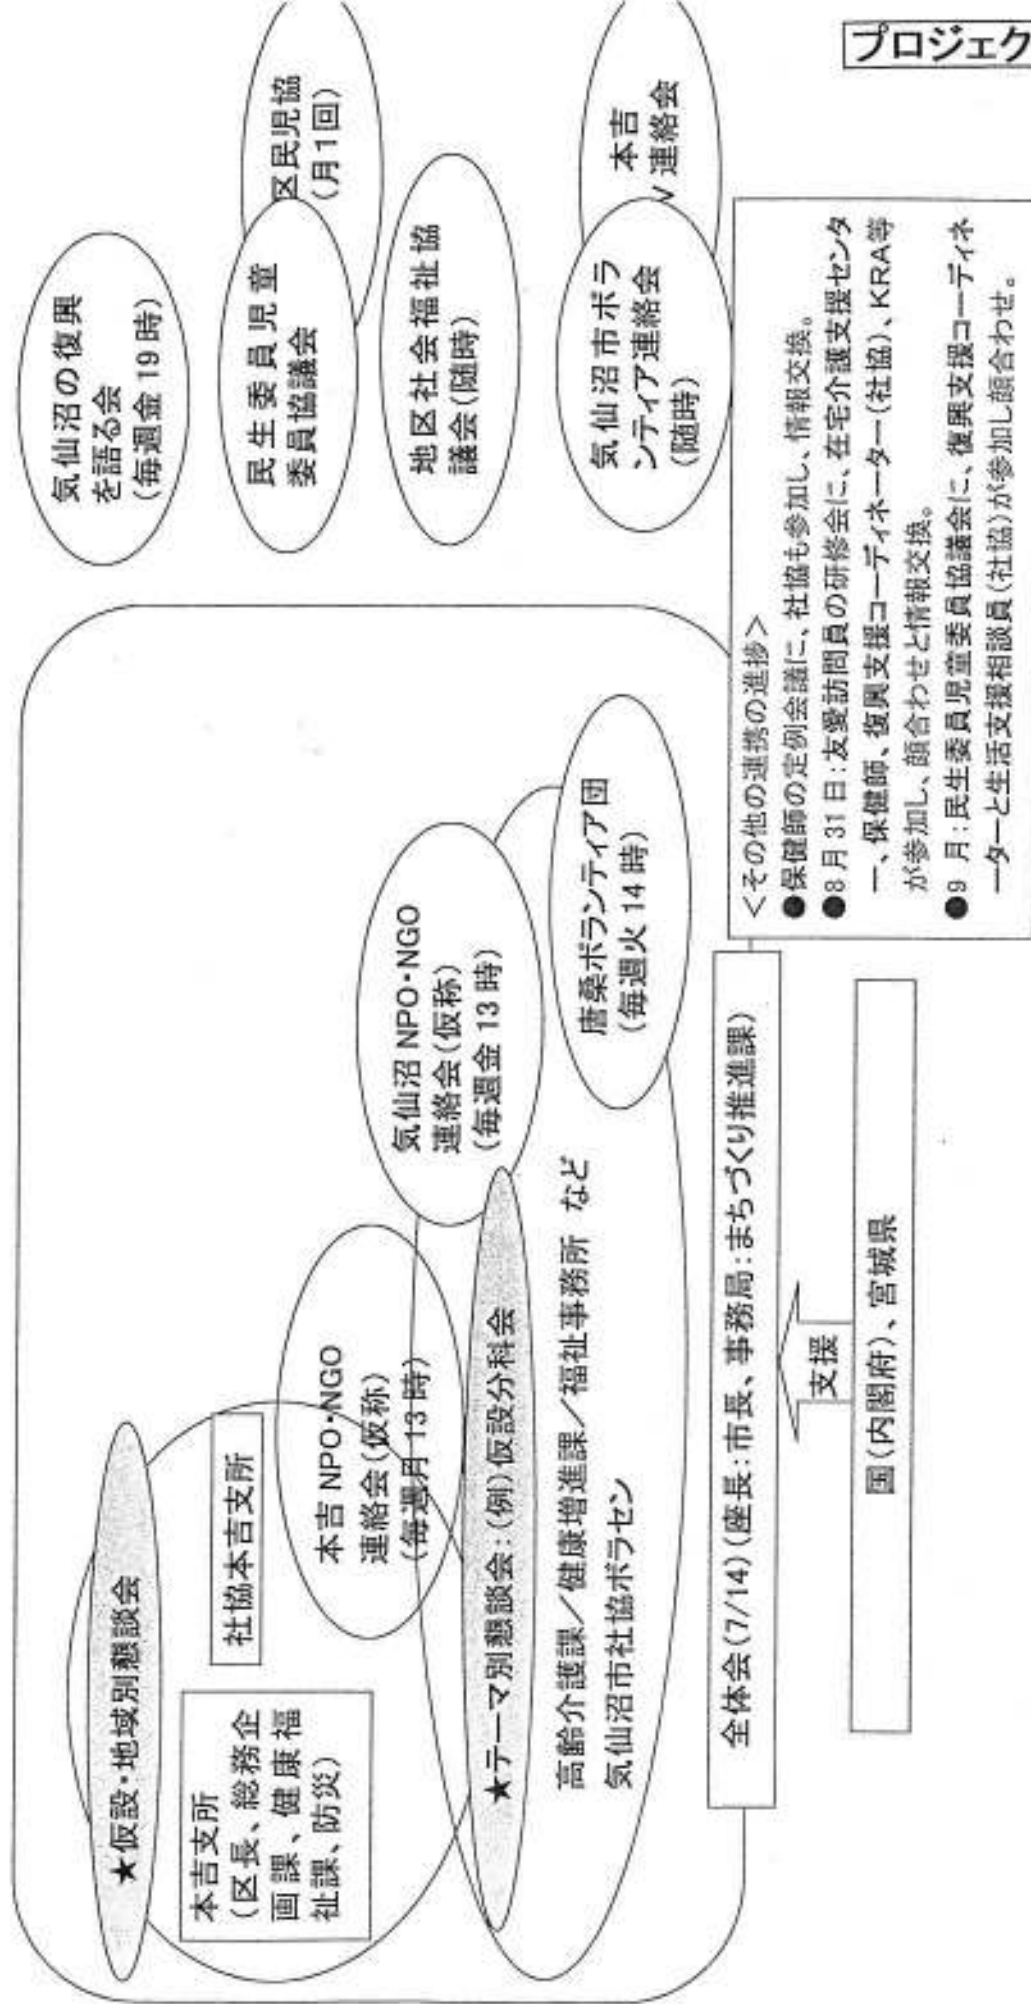 ★仮設・地域別懇談会
本吉支所
(区長、総務企
画課、健康福
祉課、防災)
社協本吉支所
本吉 NPO・NGO
連絡会(仮称)
(毎週月 13 時)
気仙沼 NPO・NGO
連絡会(仮称)
(毎週金 13 時)
★テーマ別懇談会:(例)仮設分科会
高齢介護課/健康増進課/福祉事務所 など
気仙沼市社協ボラセン
唐桑ボランティア団
(毎週火 14 時)
全体会(7/14)(座長:市長、事務局:まちづくり推進課)
支援
国(内閣府)、宮城県
気仙沼の復興
を語る会
(毎週金 19 時)
民生委員児童
委員協議会
区民児協
(月1回)
地区社会福祉協
議会(随時)
気仙沼市ボラ
ンティア連絡会
(随時)
本吉
V 連絡会
<その他の連携の進捗>
●保健師の定例会議に、社協も参加し、情報交換。
●8 月 31 日:友愛訪問員の研修会に、在宅介護支援センタ
ー、保健師、復興支援コーディネーター(社協)、KRA等
が参加し、顔合わせと情報交換。
●9 月:民生委員児童委員協議会に、復興支援コーディネ
ーターと生活支援相談員(社協)が参加し顔合わせ。
プロジェク